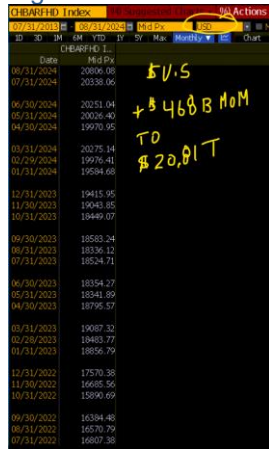 CHBARFHD Index
Actions
07/31/2013 - 08/31/2024 Mid Px USD
1D 3D 1M 6M YTD 1Y 5Y Max Monthly ▼ Chart
CHBARFHD I...
Date Mid Px
08/31/2024 20806.08
07/31/2024 20338.06
06/30/2024 20251.04
05/31/2024 20026.40
04/30/2024 19970.95
03/31/2024 20275.14
02/29/2024 19976.41
01/31/2024 19584.68
12/31/2023 19415.95
11/30/2023 19043.85
10/31/2023 18449.07
09/30/2023 18583.24
08/31/2023 18336.12
07/31/2023 18524.71
06/30/2023 18354.27
05/31/2023 18341.89
04/30/2023 18795.57
03/31/2023 19087.32
02/28/2023 18483.77
01/31/2023 18856.79
12/31/2022 17570.38
11/30/2022 16685.56
10/31/2022 15890.69
09/30/2022 16384.48
08/31/2022 16570.79
07/31/2022 16807.38
$U.S
+$468B MoM
TO
$20,81T